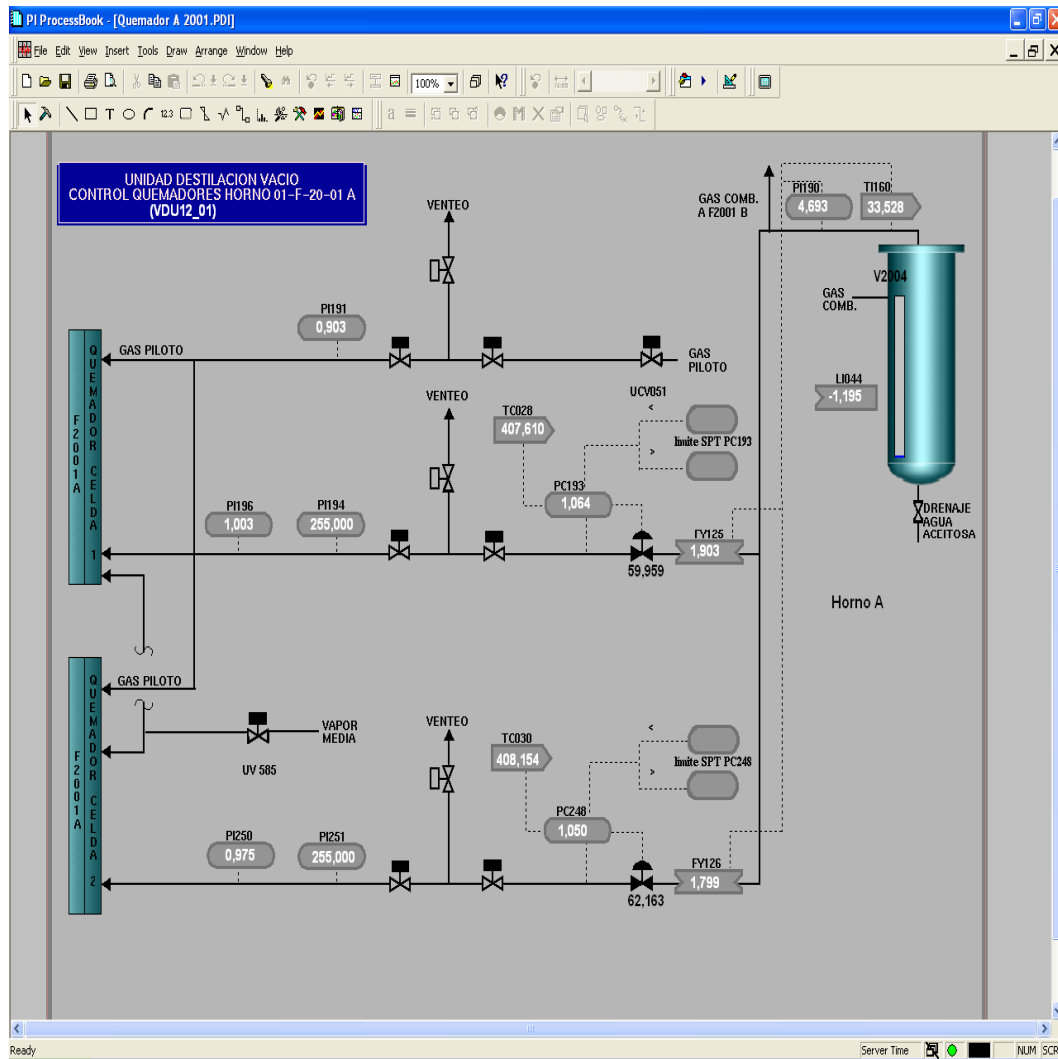 PI ProcessBook - [Quemador A 2001.PDI]
File Edit View Insert Tools Draw Arrange Window Help
100%
T 123
a =
UNIDAD DESTILACION VACIO
CONTROL QUEMADORES HORNO 01-F-20-01 A
(VDU12_01)
VENTEO
GAS COMB.
A F2001 B
PI190
4,693
TI160
33,528
V2004
GAS
COMB.
PI191
0,903
GAS PILOTO
GAS
PILOTO
LI044
-1,195
QUEMADOR CELDA 1
F2001A
VENTEO
UCV051
TC028
407,610
<
limite SPT PC193
>
PC193
1,064
PI196
1,003
PI194
255,000
FY125
1,903
59,959
DRENAJE
AGUA
ACEITOSA
Horno A
QUEMADOR CELDA 2
F2001A
GAS PILOTO
VAPOR
MEDIA
UV 585
VENTEO
TC030
408,154
<
limite SPT PC248
>
PC248
1,050
PI250
0,975
PI251
255,000
FY126
1,799
62,163
Ready
Server Time
NUM SCR